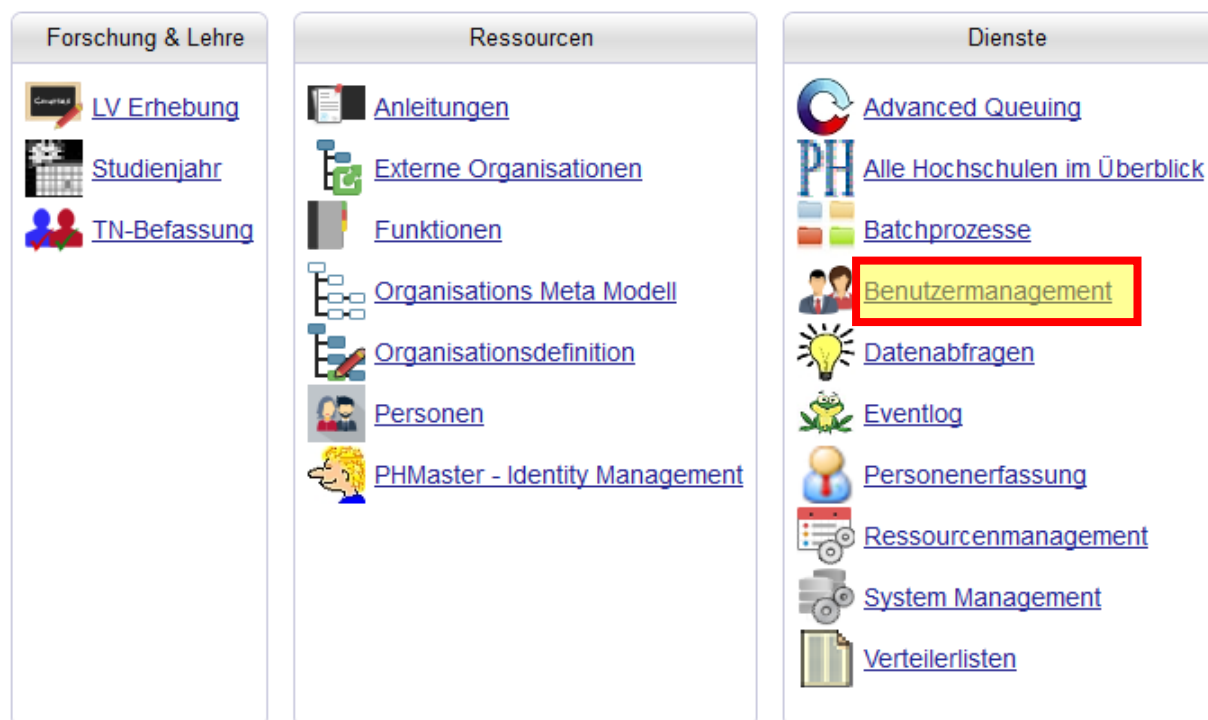 Forschung & Lehre
LV Erhebung
Studienjahr
TN-Befassung
Ressourcen
Anleitungen
Externe Organisationen
Funktionen
Organisations Meta Modell
Organisationsdefinition
Personen
PHMaster - Identity Management
Dienste
Advanced Queuing
PH
Alle Hochschulen im Überblick
Batchprozesse
Benutzermanagement
Datenabfragen
Eventlog
Personenerfassung
Ressourcenmanagement
System Management
Verteilerlisten